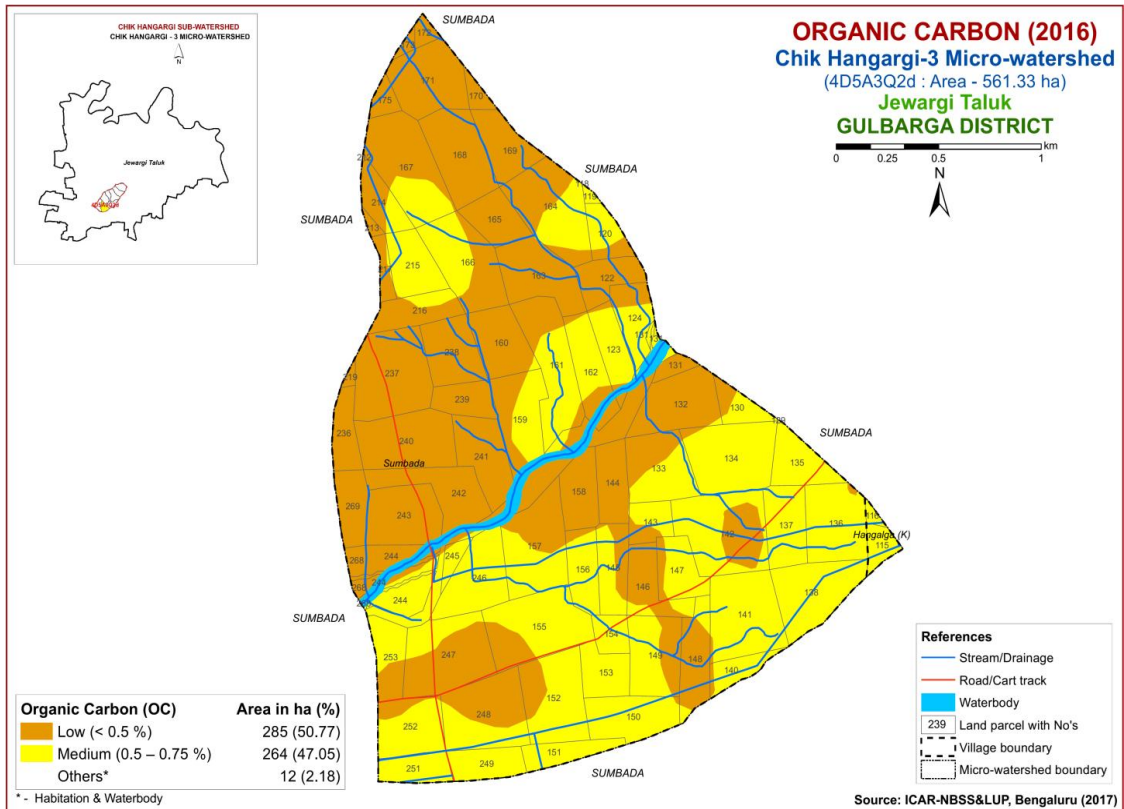 CHIK HANGARGI SUB-WATERSHED
CHIK HANGARGI - 3 MICRO-WATERSHED
N
Jewargi Taluk
ORGANIC CARBON (2016)
Chik Hangargi-3 Micro-watershed
(4D5A3Q2d : Area - 561.33 ha)
Jewargi Taluk
GULBARGA DISTRICT
km
0 0.25 0.5 1
N
SUMBADA
172
171
175 170
169
168
167 SUMBADA
118
119
214 164
SUMBADA 165
213 120
166
215
163 122
216
124
160 123
238
237 161
162 131
132
239 130
236 159
240 SUMBADA
Sumbada 241 134 135
133
144
242 158
269 243
143 137 136 116
142
Hangalga (K)
157 115
244 245
268 156 147
246
146 138
244
SUMBADA 141
155
154
253 247 149 148
153 140
152
248
252 150
151
251 249
SUMBADA
Organic Carbon (OC) Area in ha (%)
Low (< 0.5 %) 285 (50.77)
Medium (0.5 – 0.75 %) 264 (47.05)
Others* 12 (2.18)
* - Habitation & Waterbody
References
Stream/Drainage
Road/Cart track
Waterbody
239 Land parcel with No's
Village boundary
Micro-watershed boundary
Source: ICAR-NBSS&LUP, Bengaluru (2017)